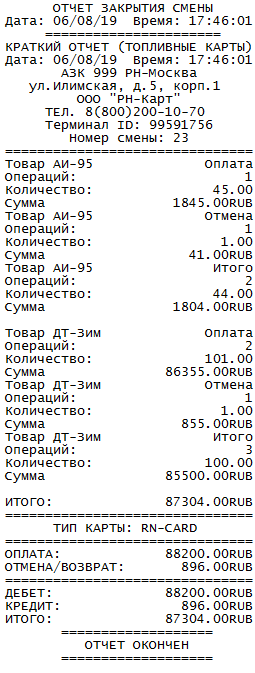 ОТЧЕТ ЗАКРЫТИЯ СМЕНЫ
Дата: 06/08/19 Время: 17:46:01
======================
КРАТКИЙ ОТЧЕТ (ТОПЛИВНЫЕ КАРТЫ)
Дата: 06/08/19 Время: 17:46:01
АЗК 999 РН-Москва
ул.Илимская, д.5, корп.1
ООО "РН-Карт"
ТЕЛ. 8(800)200-10-70
Терминал ID: 99591756
Номер смены: 23
===============================
Товар АИ-95 Оплата
Операций: 1
Количество: 45.00
Сумма 1845.00RUB
Товар АИ-95 Отмена
Операций: 1
Количество: 1.00
Сумма 41.00RUB
Товар АИ-95 Итого
Операций: 2
Количество: 44.00
Сумма 1804.00RUB
Товар ДТ-Зим Оплата
Операций: 2
Количество: 101.00
Сумма 86355.00RUB
Товар ДТ-Зим Отмена
Операций: 1
Количество: 1.00
Сумма 855.00RUB
Товар ДТ-Зим Итого
Операций: 3
Количество: 100.00
Сумма 85500.00RUB
ИТОГО: 87304.00RUB
===============================
ТИП КАРТЫ: RN-CARD
===============================
ОПЛАТА: 88200.00RUB
ОТМЕНА/ВОЗВРАТ: 896.00RUB
===============================
ДЕБЕТ: 88200.00RUB
КРЕДИТ: 896.00RUB
ИТОГО: 87304.00RUB
===================
ОТЧЕТ ОКОНЧЕН
===================